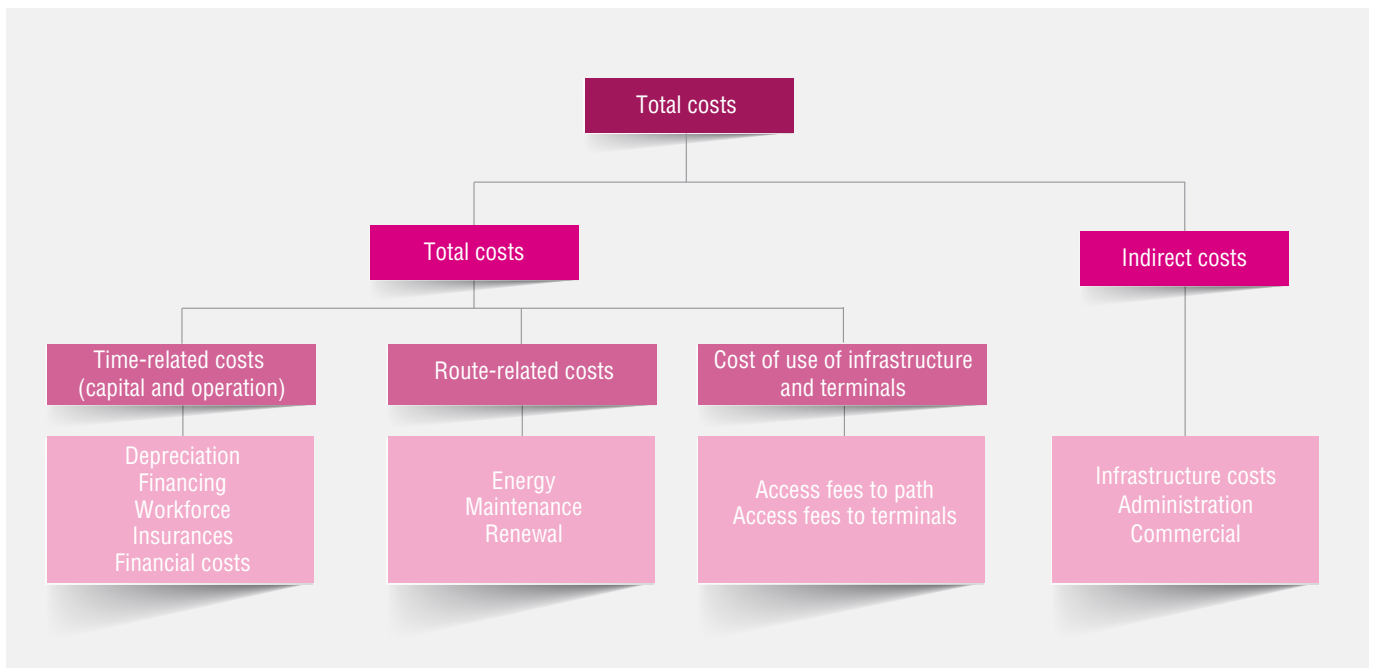 Total costs
Total costs
Indirect costs
Time-related costs
(capital and operation)
Route-related costs
Cost of use of infrastructure
and terminals
Depreciation
Financing
Workforce
Insurances
Financial costs
Energy
Maintenance
Renewal
Access fees to path
Access fees to terminals
Infrastructure costs
Administration
Commercial